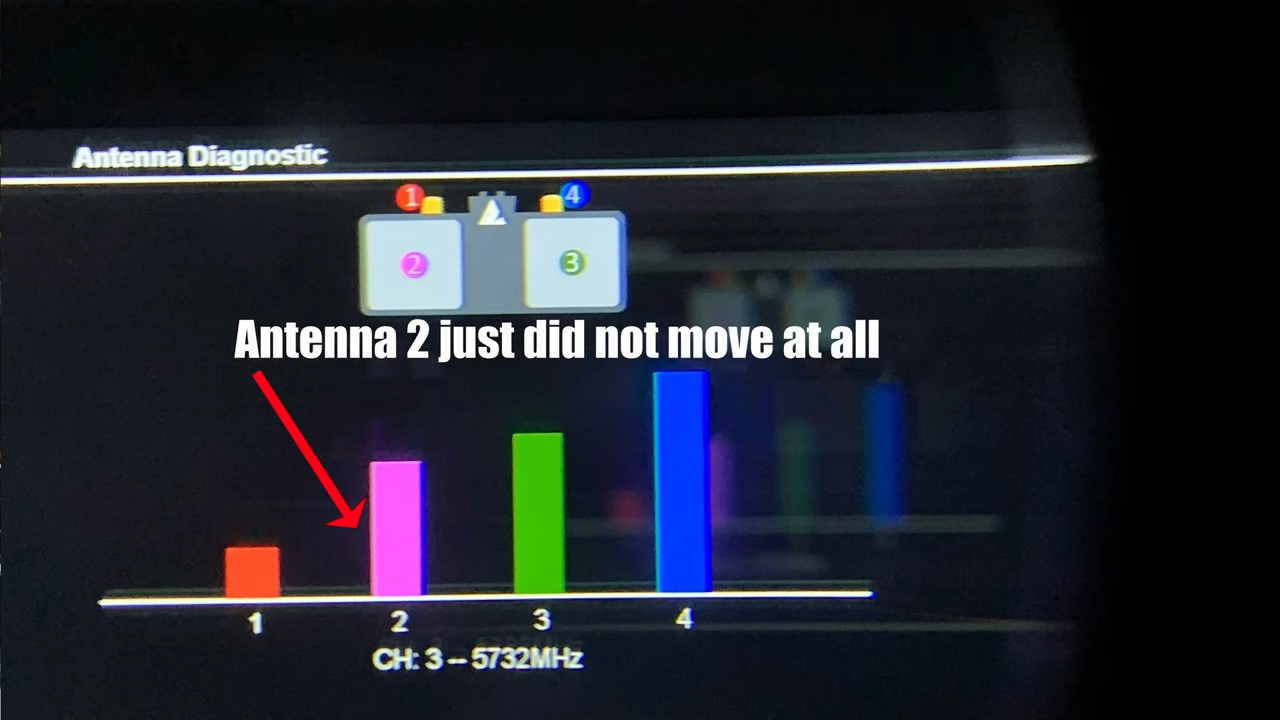 Antenna Diagnostic
1 4
2 3
Antenna 2 just did not move at all
1 2 3 4
CH: 3 -- 5732MHz